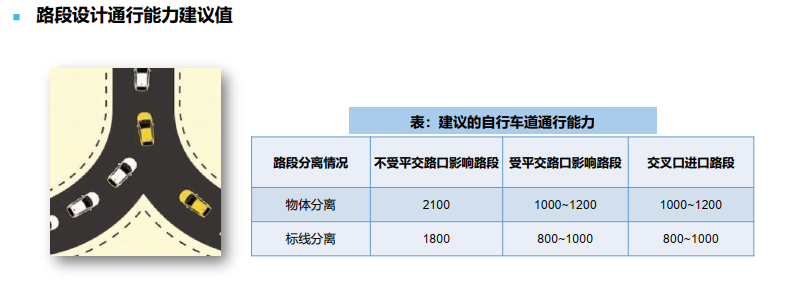 路段设计通行能力建议值
表：建议的自行车道通行能力
路段分离情况 不受平交路口影响路段 受平交路口影响路段 交叉口进口路段
物体分离 2100 1000~1200 1000~1200
标线分离 1800 800~1000 800~1000